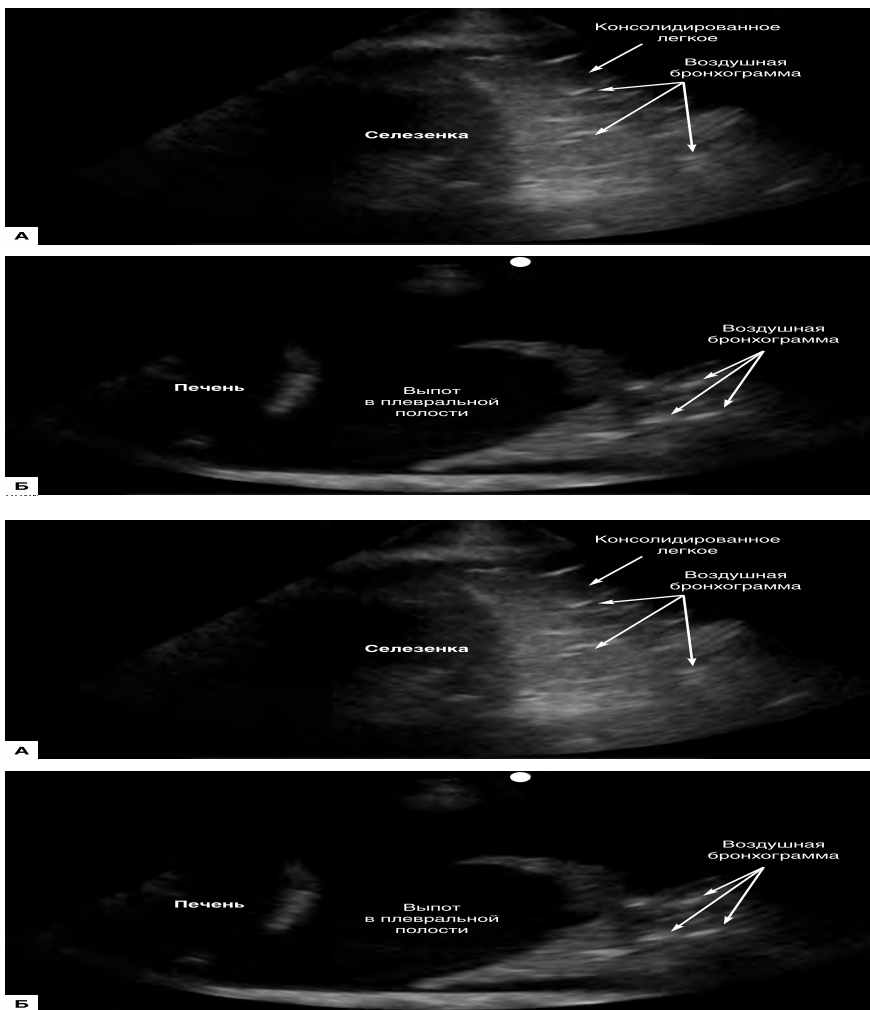 Консолидированное
легкое
Воздушная
бронхограмма
Селезенка
А
Воздушная
бронхограмма
Печень
Выпот
в плевральной
полости
Б
Консолидированное
легкое
Воздушная
бронхограмма
Селезенка
А
Воздушная
бронхограмма
Печень
Выпот
в плевральной
полости
Б